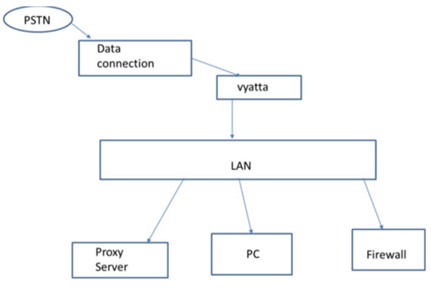 PSTN
Data
connection
vyatta
LAN
Proxy
Server
PC
Firewall